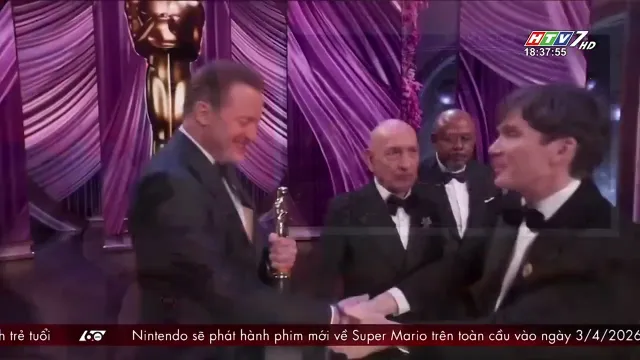 HTV7 HD
18:37:55
h trẻ tuổi 60 Nintendo sẽ phát hành phim mới về Super Mario trên toàn cầu vào ngày 3/4/2026